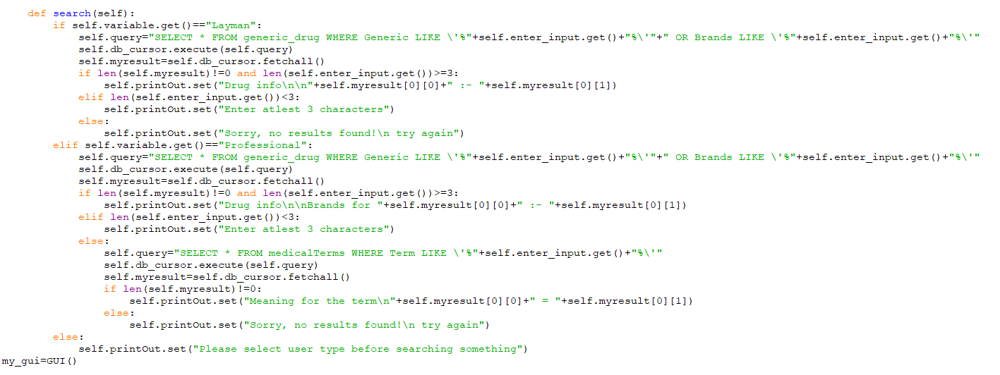 def search(self):
        if self.variable.get()=="Layman":
            self.query="SELECT * FROM generic_drug WHERE Generic LIKE \'%"+self.enter_input.get()+"%\'"+" OR Brands LIKE \'%"+self.enter_input.get()+"%\'"
            self.db_cursor.execute(self.query)
            self.myresult=self.db_cursor.fetchall()
            if len(self.myresult)!=0 and len(self.enter_input.get())>=3:
                self.printOut.set("Drug info\n\n"+self.myresult[0][0]+" :- "+self.myresult[0][1])
            elif len(self.enter_input.get())<3:
                self.printOut.set("Enter atlest 3 characters")
            else:
                self.printOut.set("Sorry, no results found!\n try again")
        elif self.variable.get()=="Professional":
            self.query="SELECT * FROM generic_drug WHERE Generic LIKE \'%"+self.enter_input.get()+"%\'"+" OR Brands LIKE \'%"+self.enter_input.get()+"%\'"
            self.db_cursor.execute(self.query)
            self.myresult=self.db_cursor.fetchall()
            if len(self.myresult)!=0 and len(self.enter_input.get())>=3:
                self.printOut.set("Drug info\n\nBrands for "+self.myresult[0][0]+" :- "+self.myresult[0][1])
            elif len(self.enter_input.get())<3:
                self.printOut.set("Enter atlest 3 characters")
            else:
                self.query="SELECT * FROM medicalTerms WHERE Term LIKE \'%"+self.enter_input.get()+"%\'"
                self.db_cursor.execute(self.query)
                self.myresult=self.db_cursor.fetchall()
                if len(self.myresult)!=0:
                    self.printOut.set("Meaning for the term\n"+self.myresult[0][0]+" = "+self.myresult[0][1])
                else:
                    self.printOut.set("Sorry, no results found!\n try again")
        else:
            self.printOut.set("Please select user type before searching something")
my_gui=GUI()